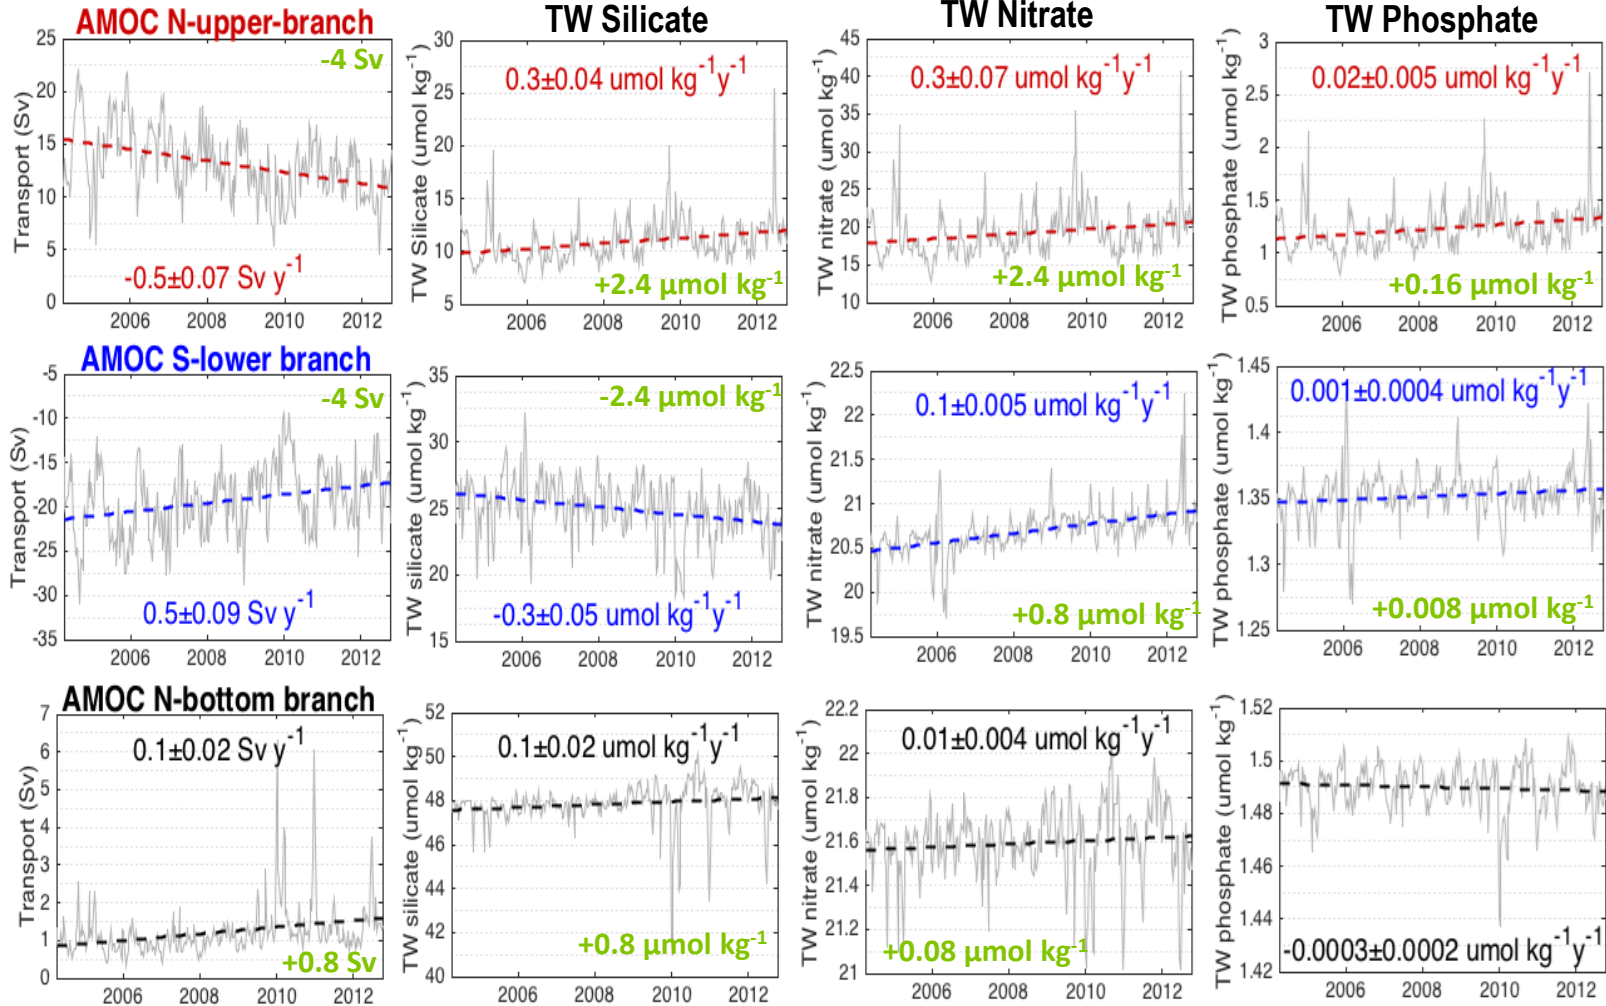 AMOC N-upper-branch
TW Silicate
TW Nitrate
TW Phosphate
Transport (Sv)
25
20
15
10
5
0
-4 Sv
-0.5±0.07 Sv y⁻¹
2006 2008 2010 2012
TW Silicate (umol kg⁻¹)
30
25
20
15
10
5
0.3±0.04 umol kg⁻¹y⁻¹
+2.4 µmol kg⁻¹
2006 2008 2010 2012
TW nitrate (umol kg⁻¹)
45
40
35
30
25
20
15
10
0.3±0.07 umol kg⁻¹y⁻¹
+2.4 µmol kg⁻¹
2006 2008 2010 2012
TW phosphate (umol kg⁻¹)
3
2.5
2
1.5
1
0.5
0.02±0.005 umol kg⁻¹y⁻¹
+0.16 µmol kg⁻¹
2006 2008 2010 2012
AMOC S-lower branch
Transport (Sv)
-5
-10
-15
-20
-25
-30
-35
-4 Sv
0.5±0.09 Sv y⁻¹
2006 2008 2010 2012
TW silicate (umol kg⁻¹)
35
30
25
20
15
-2.4 µmol kg⁻¹
-0.3±0.05 umol kg⁻¹y⁻¹
2006 2008 2010 2012
TW nitrate (umol kg⁻¹)
22.5
22
21.5
21
20.5
20
19.5
0.1±0.005 umol kg⁻¹y⁻¹
+0.8 µmol kg⁻¹
2006 2008 2010 2012
TW phosphate (umol kg⁻¹)
1.45
1.4
1.35
1.3
1.25
0.001±0.0004 umol kg⁻¹y⁻¹
+0.008 µmol kg⁻¹
2006 2008 2010 2012
AMOC N-bottom branch
Transport (Sv)
7
6
5
4
3
2
1
0
0.1±0.02 Sv y⁻¹
+0.8 Sv
2006 2008 2010 2012
TW silicate (umol kg⁻¹)
52
50
48
46
44
42
40
0.1±0.02 umol kg⁻¹y⁻¹
+0.8 µmol kg⁻¹
2006 2008 2010 2012
TW nitrate (umol kg⁻¹)
22.2
22
21.8
21.6
21.4
21.2
21
0.01±0.004 umol kg⁻¹y⁻¹
+0.08 µmol kg⁻¹
2006 2008 2010 2012
TW phosphate (umol kg⁻¹)
1.52
1.5
1.48
1.46
1.44
1.42
-0.0003±0.0002 umol kg⁻¹y⁻¹
2006 2008 2010 2012